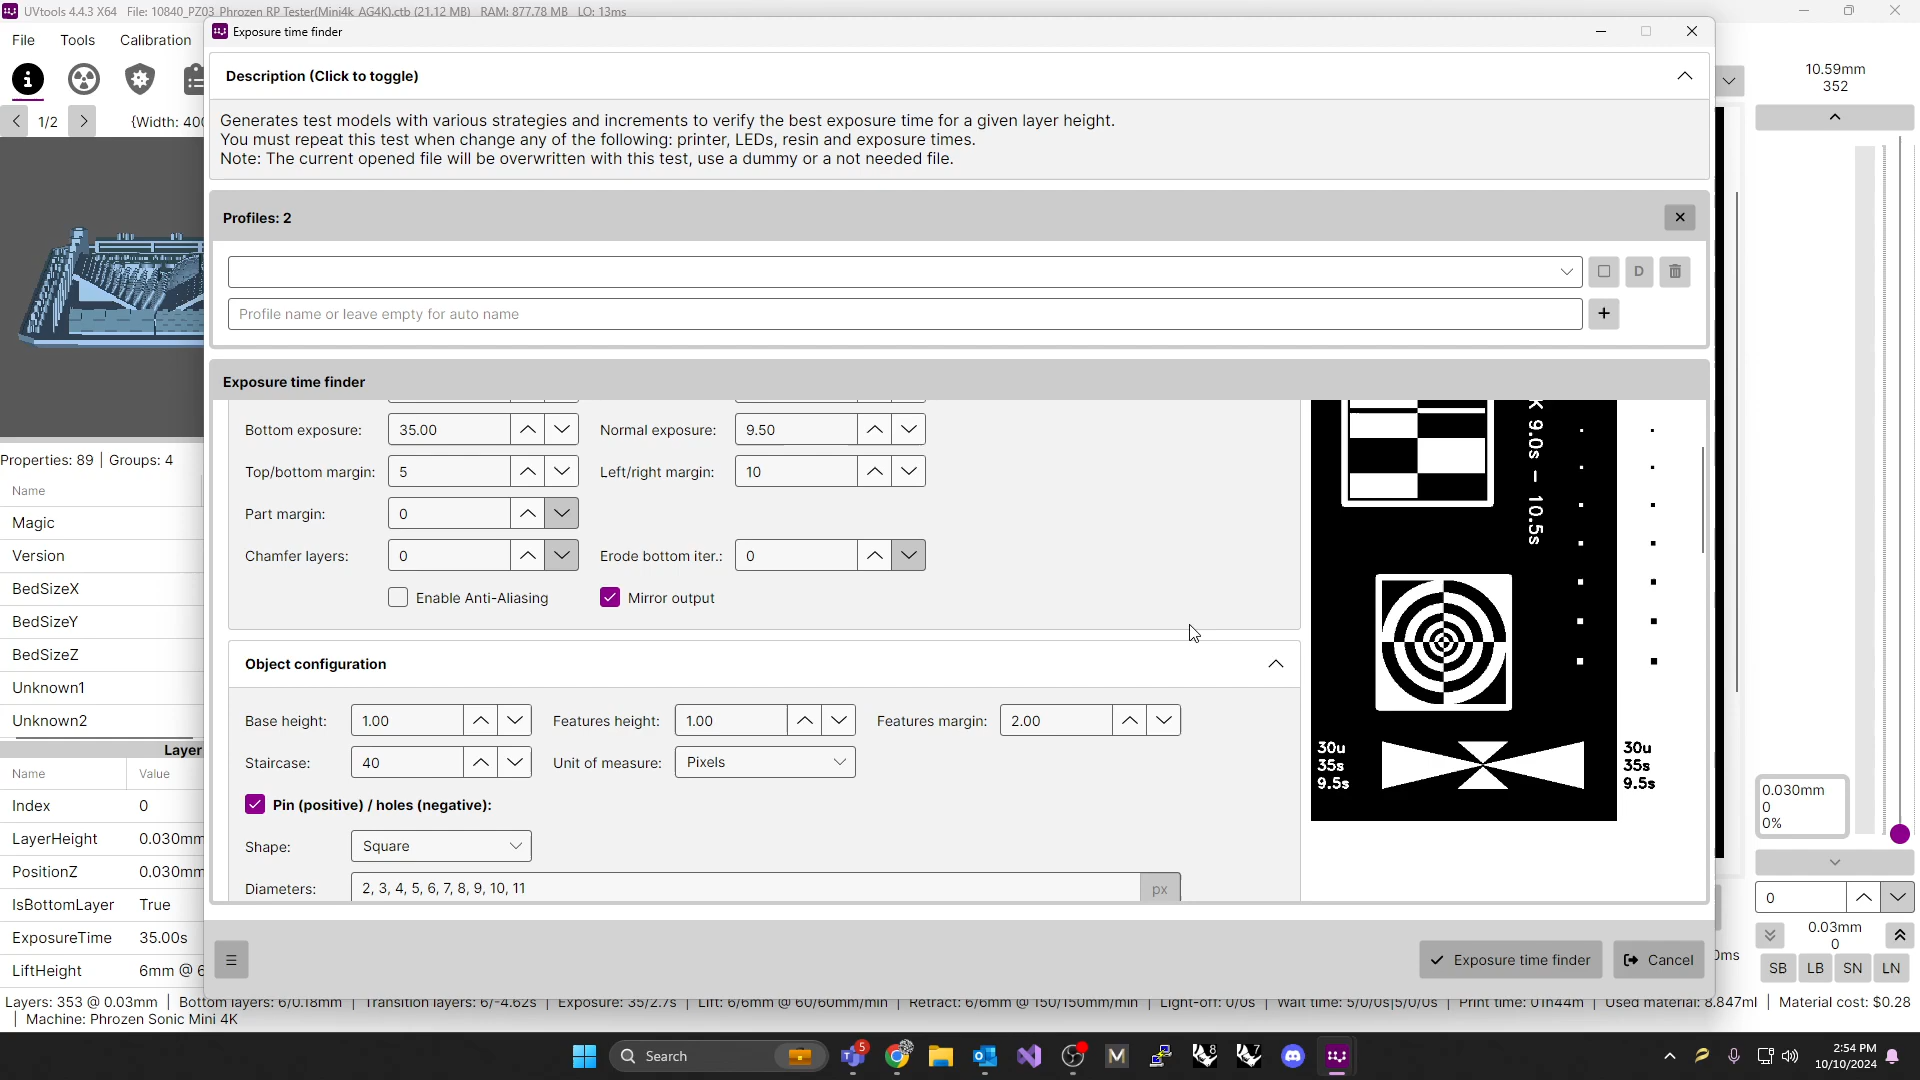 UVtools 4.4.3 X64 File: 10840_PZ03_Phrozen RP Tester(Mini4k_AG4K).ctb (21.12 MB) RAM: 877.78 MB LO: 13ms
File Tools Calibration
Exposure time finder
Description (Click to toggle)
10.59mm
352
1/2 {Width: 400
Generates test models with various strategies and increments to verify the best exposure time for a given layer height.
You must repeat this test when change any of the following: printer, LEDs, resin and exposure times.
Note: The current opened file will be overwritten with this test, use a dummy or a not needed file.
Profiles: 2
D
Profile name or leave empty for auto name
Exposure time finder
Bottom exposure: 35.00 Normal exposure: 9.50
Top/bottom margin: 5 Left/right margin: 10
Part margin: 0
Chamfer layers: 0 Erode bottom iter.: 0
Enable Anti-Aliasing Mirror output
K 9.0s – 10.5s
Object configuration
Base height: 1.00 Features height: 1.00 Features margin: 2.00
Staircase: 40 Unit of measure: Pixels
Pin (positive) / holes (negative):
Shape: Square
Diameters: 2, 3, 4, 5, 6, 7, 8, 9, 10, 11 px
30u
35s
9.5s
30u
35s
9.5s
Exposure time finder Cancel
Properties: 89 | Groups: 4
Name
Magic
Version
BedSizeX
BedSizeY
BedSizeZ
Unknown1
Unknown2
Layer
Name Value
Index 0
LayerHeight 0.030mm
PositionZ 0.030mm
IsBottomLayer True
ExposureTime 35.00s
LiftHeight 6mm @ 6
0.030mm
0
0%
0
0.03mm
0
0ms
SB LB SN LN
Layers: 353 @ 0.03mm | Bottom layers: 6/0.18mm | Transition layers: 6/-4.62s | Exposure: 35/2.7s | Lift: 6/6mm @ 60/60mm/min | Retract: 6/6mm @ 150/150mm/min | Light-off: 0/0s | Wait time: 5/0/0s|5/0/0s | Print time: 01h44m | Used material: 8.847ml | Material cost: $0.28
| Machine: Phrozen Sonic Mini 4K
Search
5
M
8
7
2:54 PM
10/10/2024